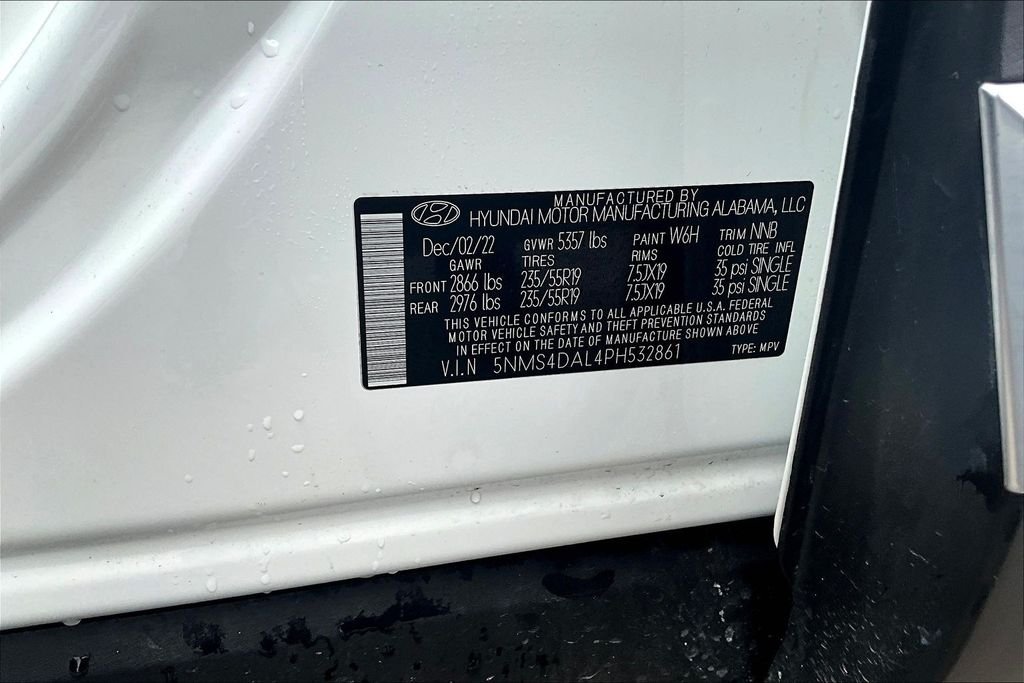 MANUFACTURED BY
HYUNDAI MOTOR MANUFACTURING ALABAMA, LLC
Dec/02/22 GVWR 5357 lbs PAINT W6H TRIM NNB
GAWR TIRES RIMS COLD TIRE INFL
FRONT 2866 lbs 235/55R19 7.5JX19 35 psi SINGLE
REAR 2976 lbs 235/55R19 7.5JX19 35 psi SINGLE
THIS VEHICLE CONFORMS TO ALL APPLICABLE U.S.A. FEDERAL
MOTOR VEHICLE SAFETY AND THEFT PREVENTION STANDARDS
IN EFFECT ON THE DATE OF MANUFACTURE SHOWN ABOVE
V.I.N 5NMS4DAL4PH532861 TYPE: MPV